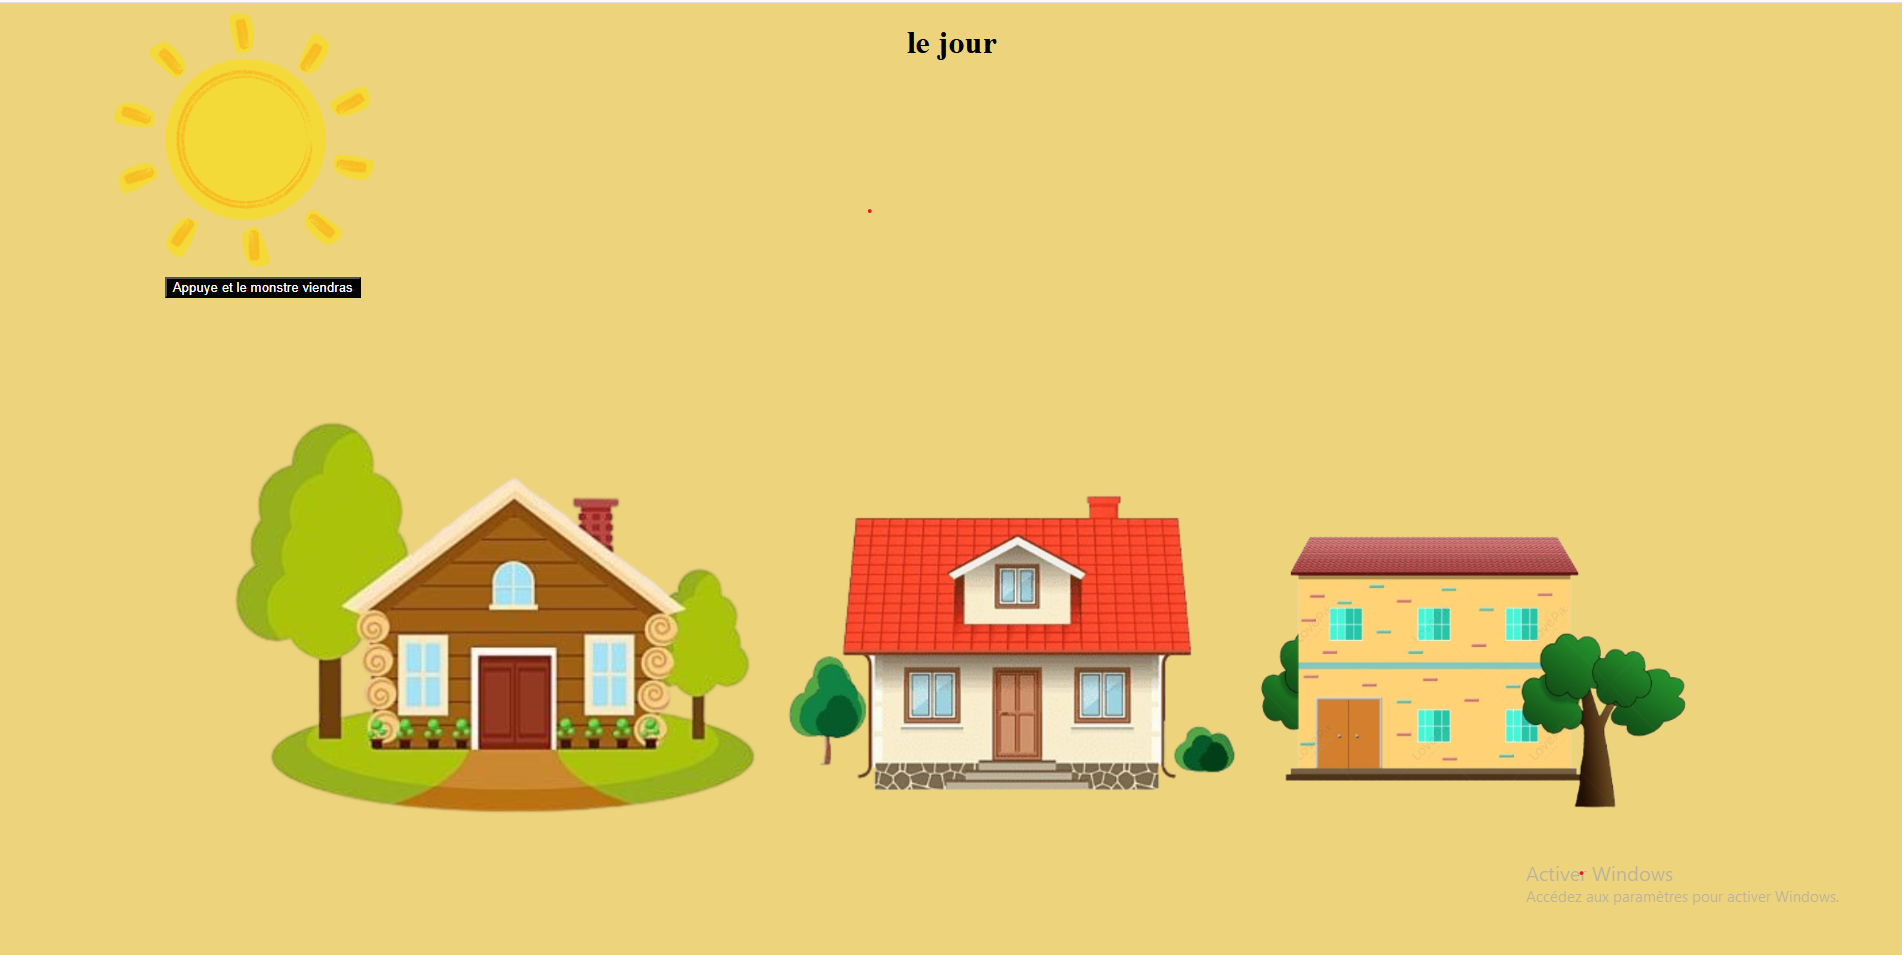 le jour
Appuye et le monstre viendras
Activer Windows
Accédez aux paramètres pour activer Windows.